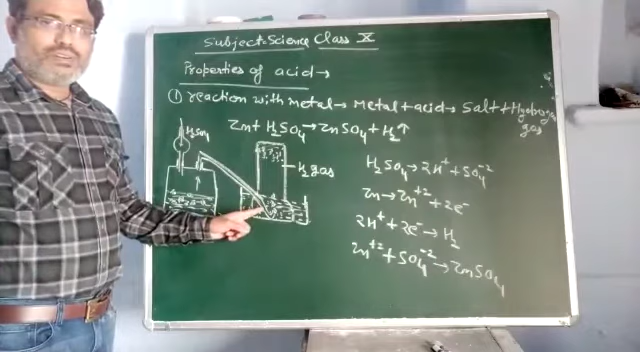 Subject:- Science Class X
Properties of acid →
① reaction with metal → Metal + acid → Salt + Hydrogen gas
Zn + H₂SO₄ → ZnSO₄ + H₂↑
H₂SO₄
H₂ gas
H₂SO₄ → 2H⁺ + SO₄⁻²
Zn → Zn⁺² + 2e⁻
2H⁺ + 2e⁻ → H₂
Zn⁺² + SO₄⁻² → ZnSO₄